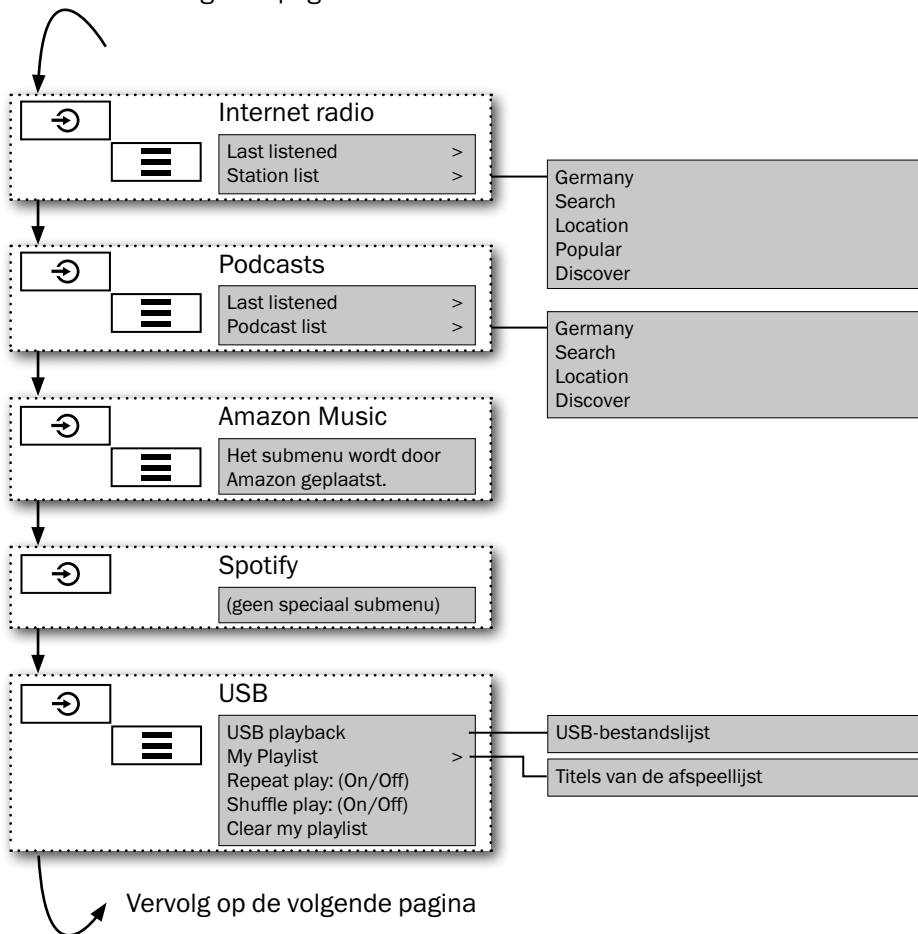 Internet radio
Last listened >
Station list >
Germany
Search
Location
Popular
Discover
Podcasts
Last listened >
Podcast list >
Germany
Search
Location
Discover
Amazon Music
Het submenu wordt door
Amazon geplaatst.
Spotify
(geen speciaal submenu)
USB
USB playback
My Playlist >
Repeat play: (On/Off)
Shuffle play: (On/Off)
Clear my playlist
USB-bestandslijst
Titels van de afspeellijst
Vervolg op de volgende pagina